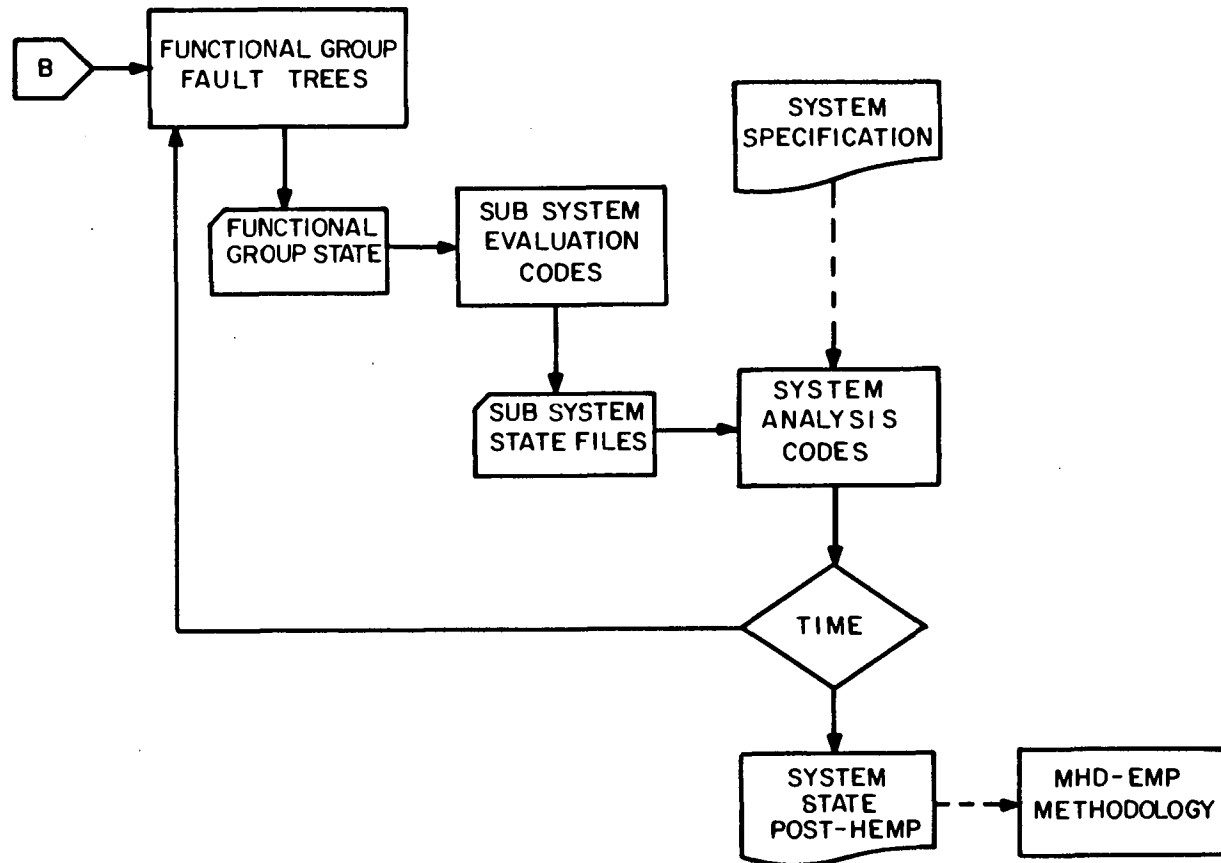 B
FUNCTIONAL GROUP
FAULT TREES
SYSTEM
SPECIFICATION
FUNCTIONAL
GROUP STATE
SUB SYSTEM
EVALUATION
CODES
SUB SYSTEM
STATE FILES
SYSTEM
ANALYSIS
CODES
TIME
SYSTEM
STATE
POST-HEMP
MHD-EMP
METHODOLOGY